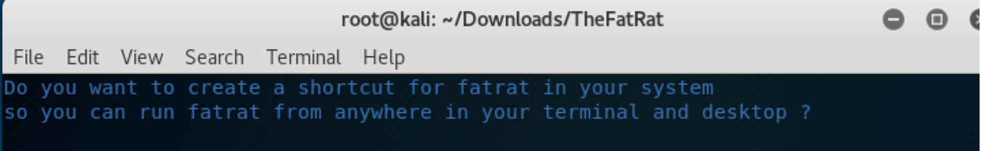 root@kali: ~/Downloads/TheFatRat
File Edit View Search Terminal Help
Do you want to create a shortcut for fatrat in your system
so you can run fatrat from anywhere in your terminal and desktop ?